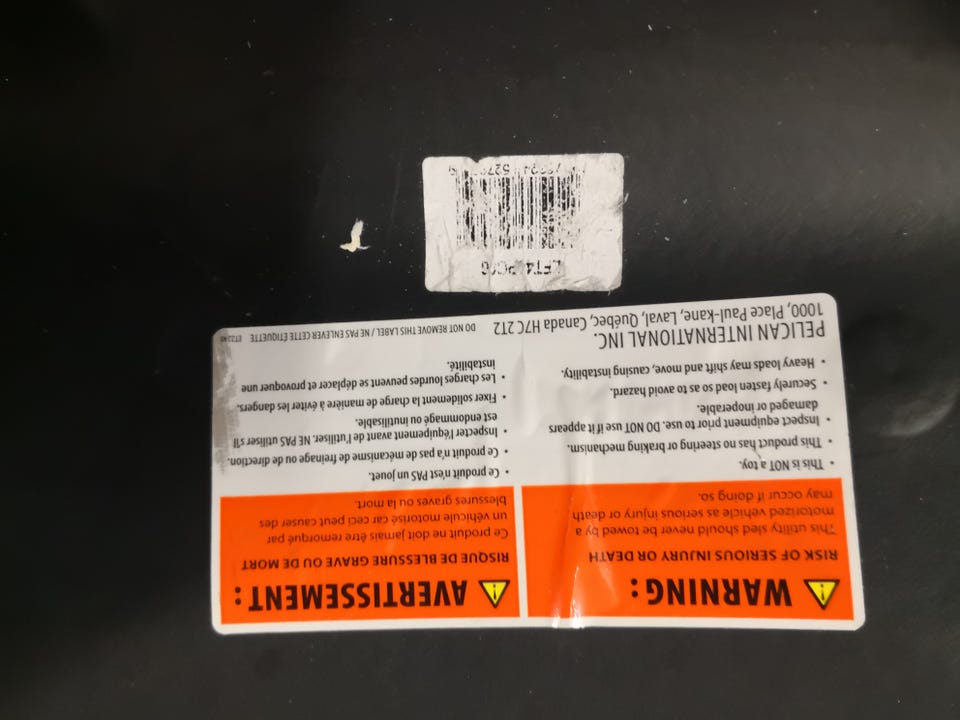 WARNING:
RISK OF SERIOUS INJURY OR DEATH
This utility sled should never be towed by a
motorized vehicle as serious injury or death
may occur if doing so.
• This is NOT a toy.
• This product has no steering or braking mechanism.
• Inspect equipment prior to use. DO NOT use if it appears
damaged or inoperable.
• Securely fasten load so as to avoid hazard.
• Heavy loads may shift and move, causing instability.
PELICAN INTERNATIONAL INC.
1000, Place Paul-kane, Laval, Québec, Canada H7C 2T2
AVERTISSEMENT:
RISQUE DE BLESSURE GRAVE OU DE MORT
Ce produit ne doit jamais être remorqué par
un véhicule motorisé car ceci peut causer des
blessures graves ou la mort.
• Ce produit n'est PAS un jouet.
• Ce produit n'a pas de mécanisme de freinage ou de direction.
• Inspecter l'équipement avant de l'utiliser. NE PAS utiliser s'il
est endommagé ou inutilisable.
• Fixer solidement la charge de manière à éviter les dangers.
• Les charges lourdes peuvent se déplacer et provoquer une
instabilité.
DO NOT REMOVE THIS LABEL / NE PAS ENLEVER CETTE ÉTIQUETTE